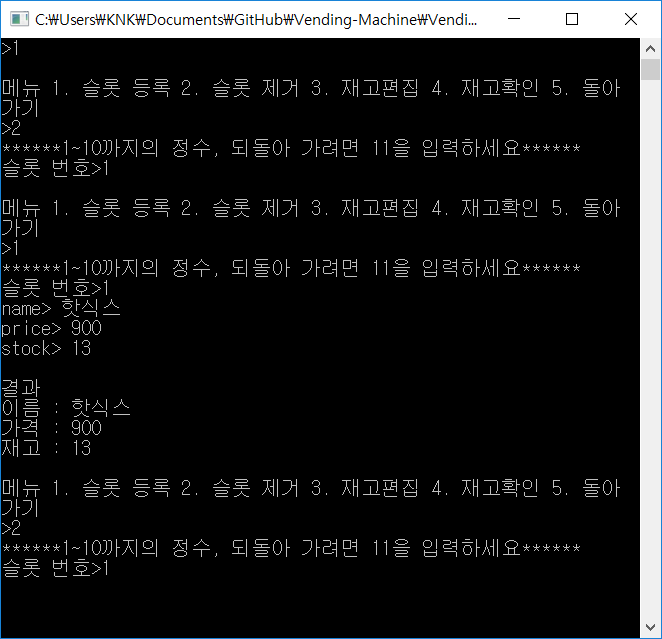 C:₩Users₩KNK₩Documents₩GitHub₩Vending-Machine₩Vendi...
>1
메뉴 1. 슬롯 등록 2. 슬롯 제거 3. 재고편집 4. 재고확인 5. 돌아
가기
>2
******1~10까지의 정수, 되돌아 가려면 11을 입력하세요******
슬롯 번호>1
메뉴 1. 슬롯 등록 2. 슬롯 제거 3. 재고편집 4. 재고확인 5. 돌아
가기
>1
******1~10까지의 정수, 되돌아 가려면 11을 입력하세요******
슬롯 번호>1
name> 핫식스
price> 900
stock> 13
결과
이름 : 핫식스
가격 : 900
재고 : 13
메뉴 1. 슬롯 등록 2. 슬롯 제거 3. 재고편집 4. 재고확인 5. 돌아
가기
>2
******1~10까지의 정수, 되돌아 가려면 11을 입력하세요******
슬롯 번호>1